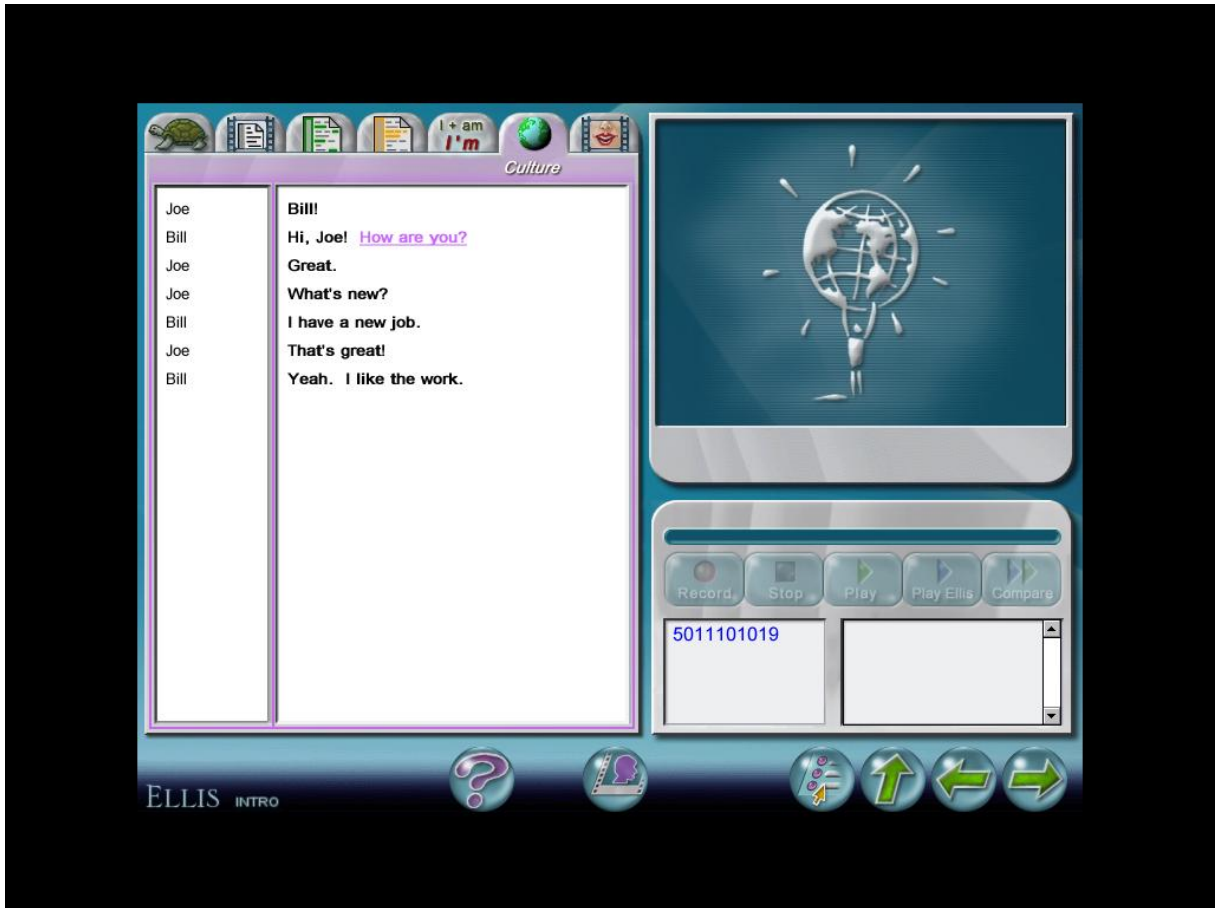 I + am
I'm
Culture
Joe Bill!
Bill Hi, Joe! How are you?
Joe Great.
Joe What's new?
Bill I have a new job.
Joe That's great!
Bill Yeah. I like the work.
Record Stop Play Play Ellis Compare
5011101019
ELLIS INTRO